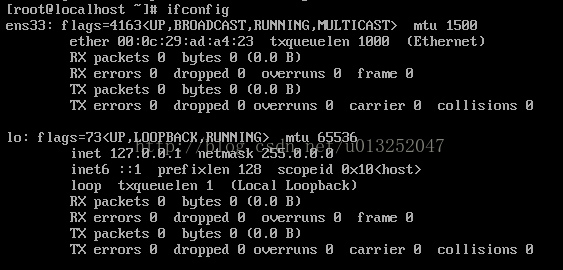 [root@localhost ~]# ifconfig
ens33: flags=4163<UP,BROADCAST,RUNNING,MULTICAST>  mtu 1500
ether 00:0c:29:ad:a4:23  txqueuelen 1000  (Ethernet)
RX packets 0  bytes 0 (0.0 B)
RX errors 0  dropped 0  overruns 0  frame 0
TX packets 0  bytes 0 (0.0 B)
TX errors 0  dropped 0 overruns 0  carrier 0  collisions 0
lo: flags=73<UP,LOOPBACK,RUNNING>  mtu 65536
http://blog.csdn.net/u013252047
inet 127.0.0.1  netmask 255.0.0.0
inet6 ::1  prefixlen 128  scopeid 0x10<host>
loop  txqueuelen 1  (Local Loopback)
RX packets 0  bytes 0 (0.0 B)
RX errors 0  dropped 0  overruns 0  frame 0
TX packets 0  bytes 0 (0.0 B)
TX errors 0  dropped 0 overruns 0  carrier 0  collisions 0